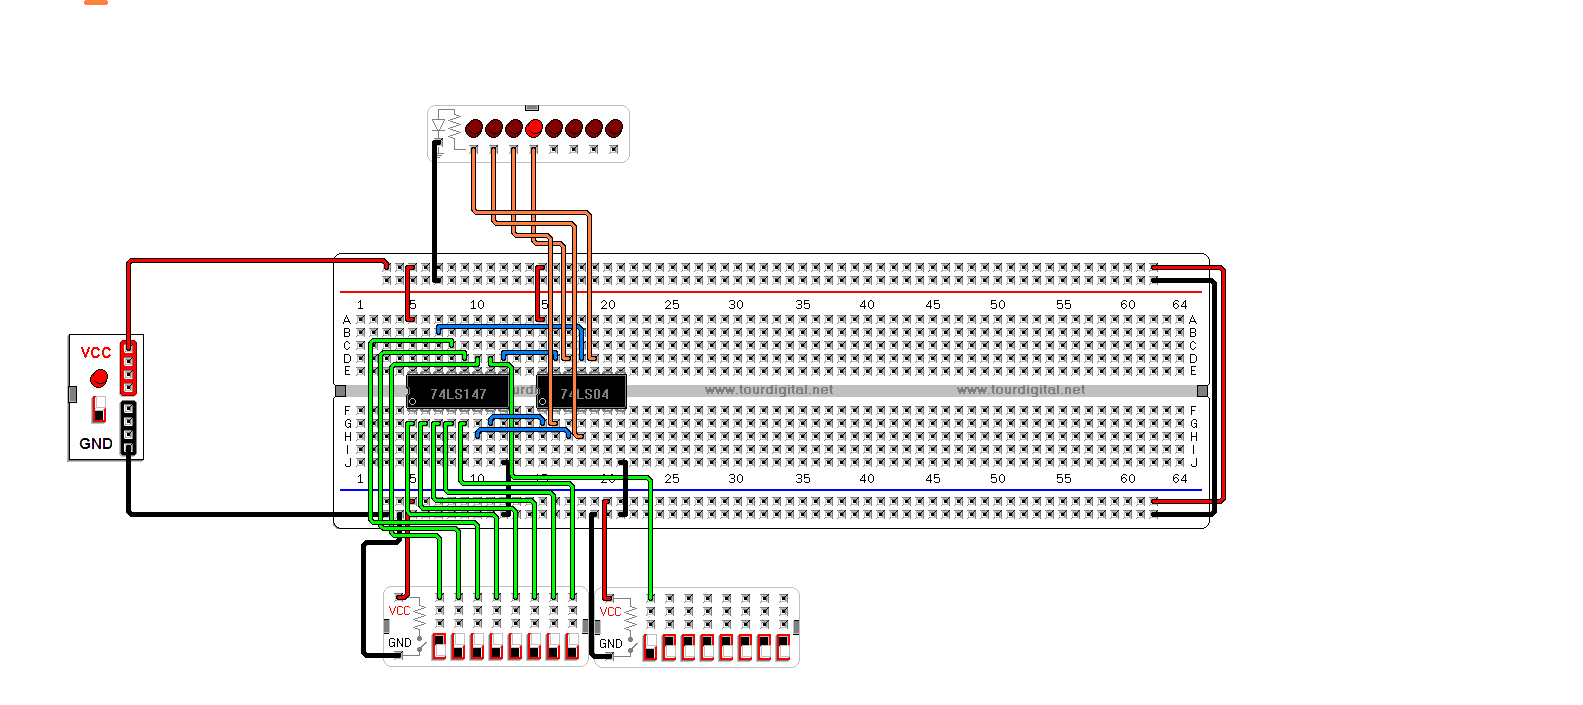 1 5 10 5 20 25 30 35 40 45 50 55 60 64
A A
B B
C C
D D
E E
VCC
74LS147 urd 74LS04 www.tourdigital.net www.tourdigital.net
F F
G G
GND
H H
I I
J J
1 5 10 15 20 25 30 35 40 45 50 55 60 64
VCC VCC
GND GND